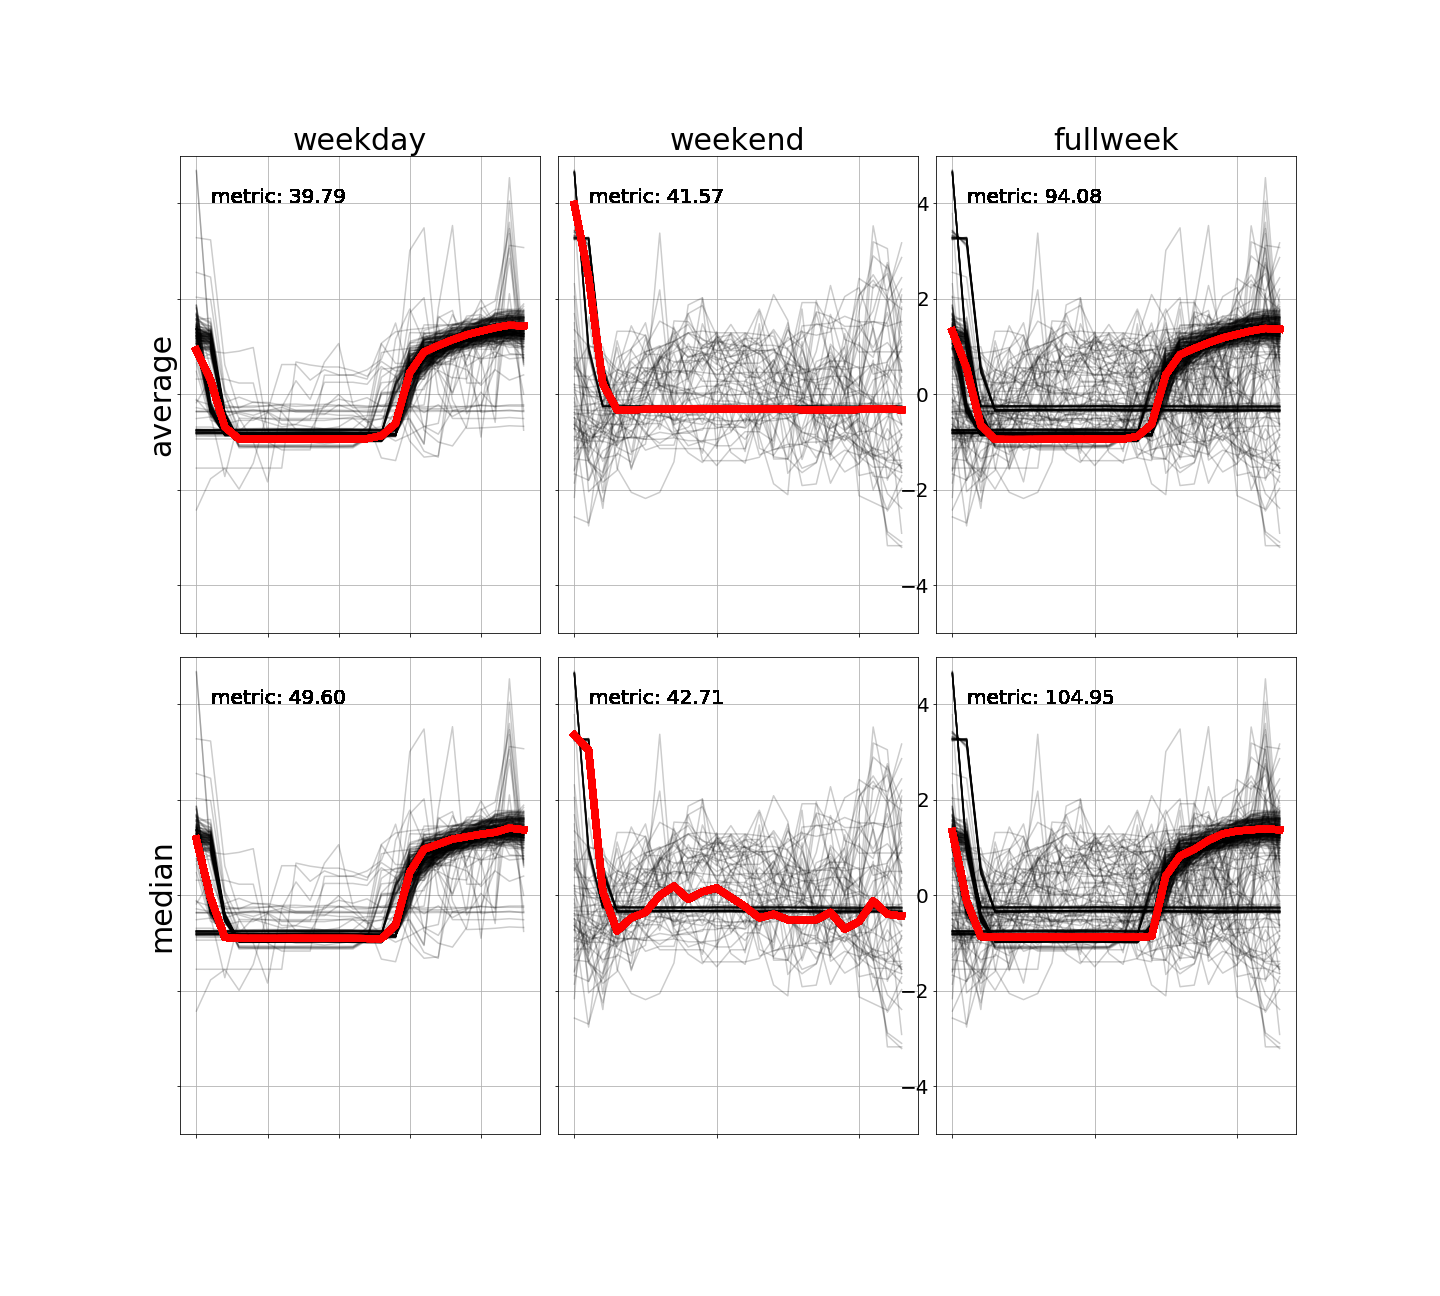 weekday
weekend
fullweek
average
metric: 39.79
metric: 41.57
metric: 94.08
4
2
0
−2
−4
median
metric: 49.60
metric: 42.71
metric: 104.95
4
2
0
−2
−4